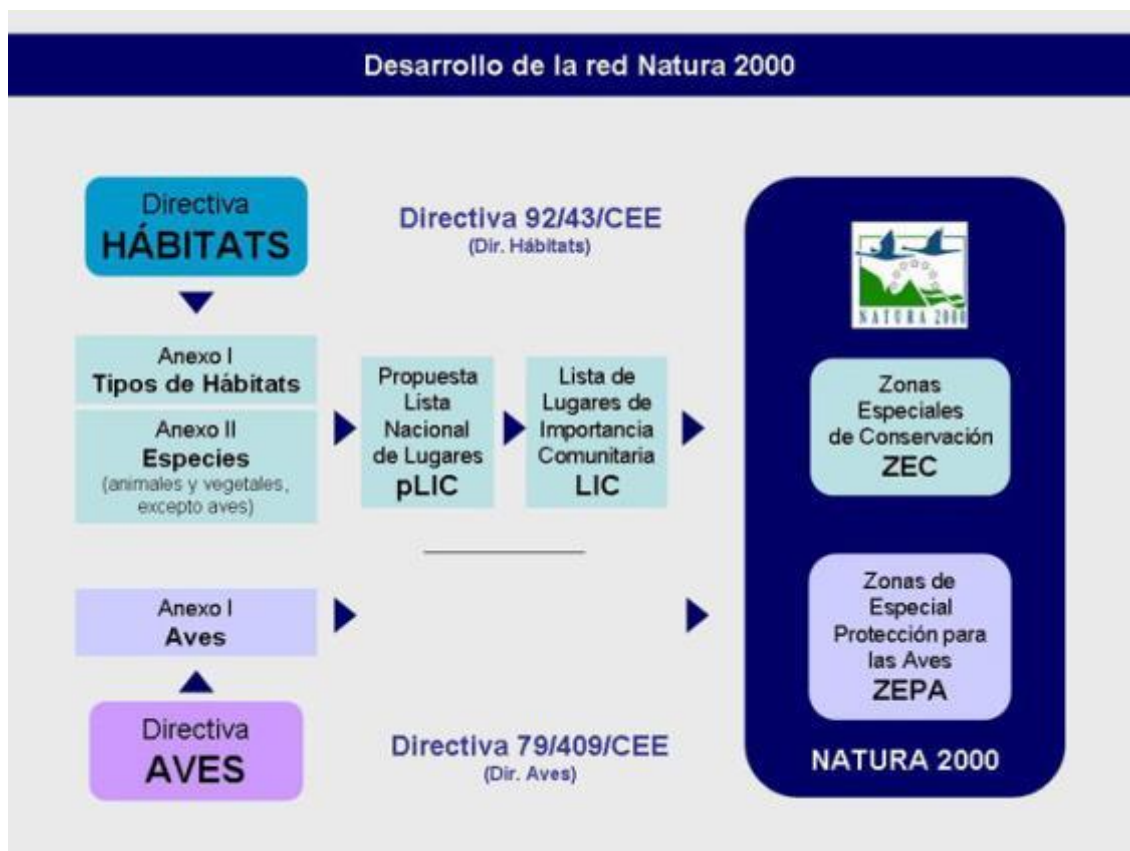 Desarrollo de la red Natura 2000
Directiva
HÁBITATS
Directiva 92/43/CEE
(Dir. Hábitats)
NATURA 2000
Anexo I
Tipos de Hábitats
Anexo II
Especies
(animales y vegetales,
excepto aves)
Propuesta
Lista
Nacional
de Lugares
pLIC
Lista de
Lugares de
Importancia
Comunitaria
LIC
Zonas
Especiales
de Conservación
ZEC
Anexo I
Aves
Zonas de
Especial
Protección para
las Aves
ZEPA
Directiva
AVES
Directiva 79/409/CEE
(Dir. Aves)
NATURA 2000